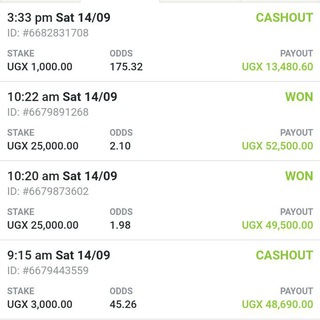 3:33 pm Sat 14/09 CASHOUT
ID: #6682831708
STAKE ODDS PAYOUT
UGX 1,000.00 175.32 UGX 13,480.60
10:22 am Sat 14/09 WON
ID: #6679891268
STAKE ODDS PAYOUT
UGX 25,000.00 2.10 UGX 52,500.00
10:20 am Sat 14/09 WON
ID: #6679873602
STAKE ODDS PAYOUT
UGX 25,000.00 1.98 UGX 49,500.00
9:15 am Sat 14/09 CASHOUT
ID: #6679443559
STAKE ODDS PAYOUT
UGX 3,000.00 45.26 UGX 48,690.00